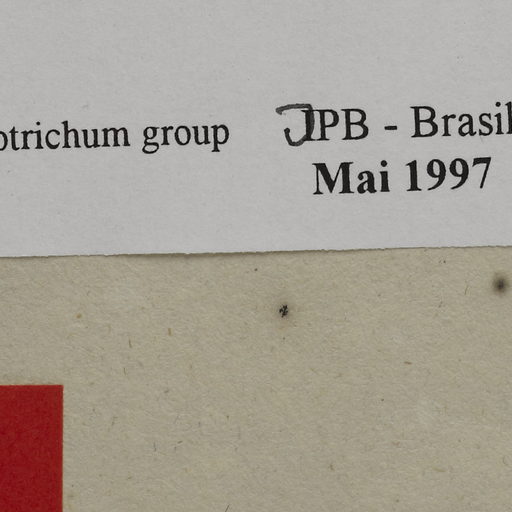 otrichum group JPB - Brasil
Mai 1997